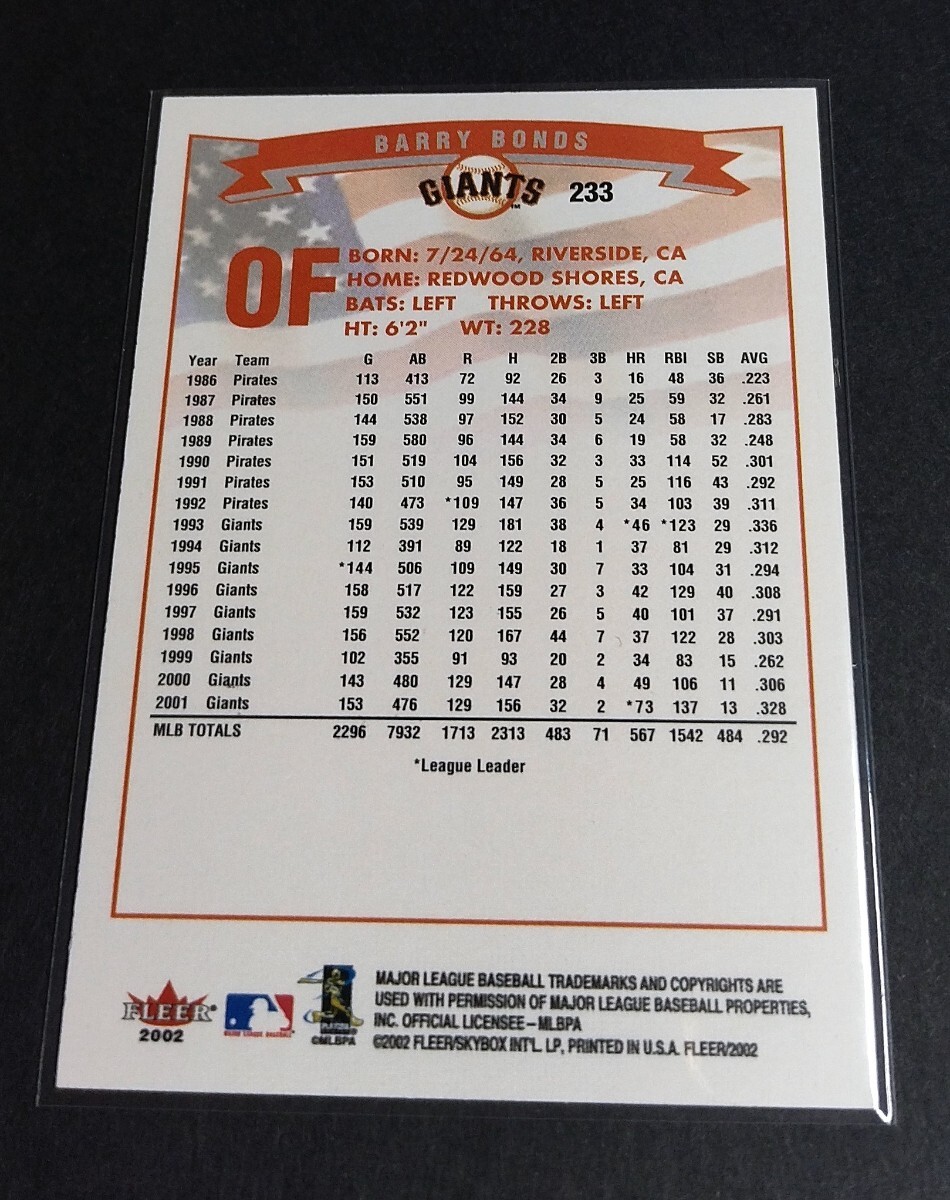 BARRY BONDS
GIANTS™ 233
OF
BORN: 7/24/64, RIVERSIDE, CA
HOME: REDWOOD SHORES, CA
BATS: LEFT THROWS: LEFT
HT: 6'2" WT: 228
Year Team G AB R H 2B 3B HR RBI SB AVG
1986 Pirates 113 413 72 92 26 3 16 48 36 .223
1987 Pirates 150 551 99 144 34 9 25 59 32 .261
1988 Pirates 144 538 97 152 30 5 24 58 17 .283
1989 Pirates 159 580 96 144 34 6 19 58 32 .248
1990 Pirates 151 519 104 156 32 3 33 114 52 .301
1991 Pirates 153 510 95 149 28 5 25 116 43 .292
1992 Pirates 140 473 *109 147 36 5 34 103 39 .311
1993 Giants 159 539 129 181 38 4 *46 *123 29 .336
1994 Giants 112 391 89 122 18 1 37 81 29 .312
1995 Giants *144 506 109 149 30 7 33 104 31 .294
1996 Giants 158 517 122 159 27 3 42 129 40 .308
1997 Giants 159 532 123 155 26 5 40 101 37 .291
1998 Giants 156 552 120 167 44 7 37 122 28 .303
1999 Giants 102 355 91 93 20 2 34 83 15 .262
2000 Giants 143 480 129 147 28 4 49 106 11 .306
2001 Giants 153 476 129 156 32 2 *73 137 13 .328
MLB TOTALS 2296 7932 1713 2313 483 71 567 1542 484 .292
*League Leader
FLEER®
2002
MAJOR LEAGUE BASEBALL®
PLAYERS
©MLBPA
MAJOR LEAGUE BASEBALL TRADEMARKS AND COPYRIGHTS ARE
USED WITH PERMISSION OF MAJOR LEAGUE BASEBALL PROPERTIES,
INC. OFFICIAL LICENSEE – MLBPA
©2002 FLEER/SKYBOX INT'L. LP, PRINTED IN U.S.A. FLEER/2002